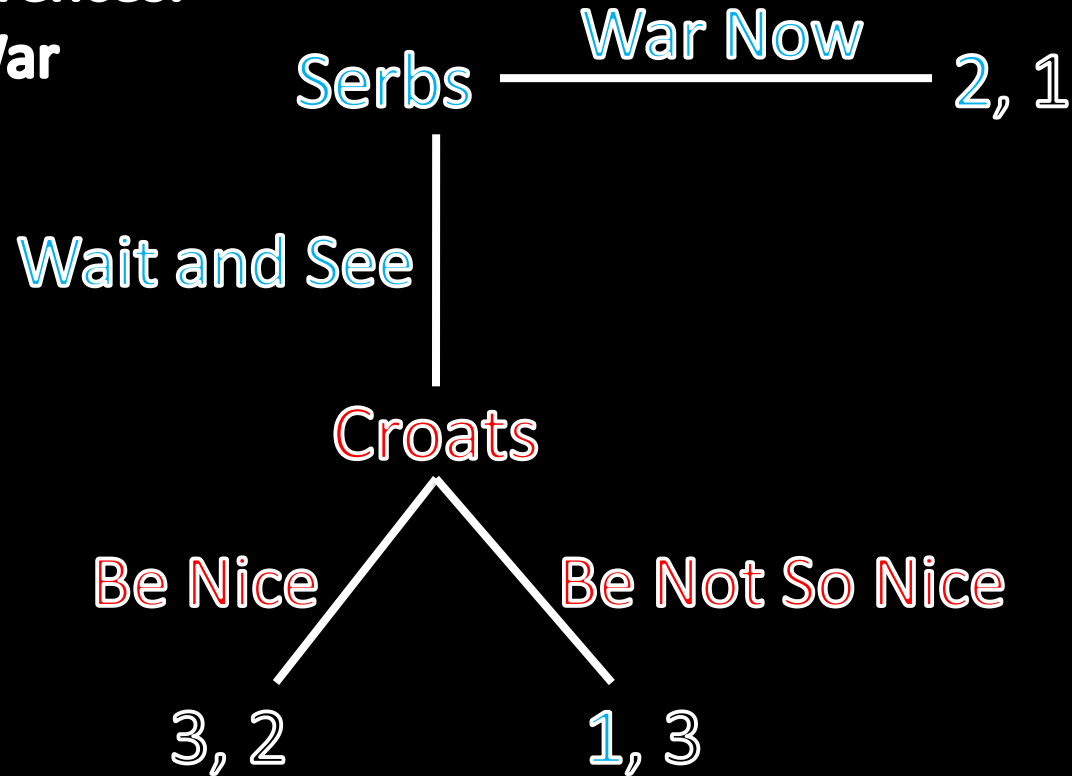 War Now
Serbs
2, 1
Wait and See
Croats
Be Nice
Be Not So Nice
3, 2
1, 3